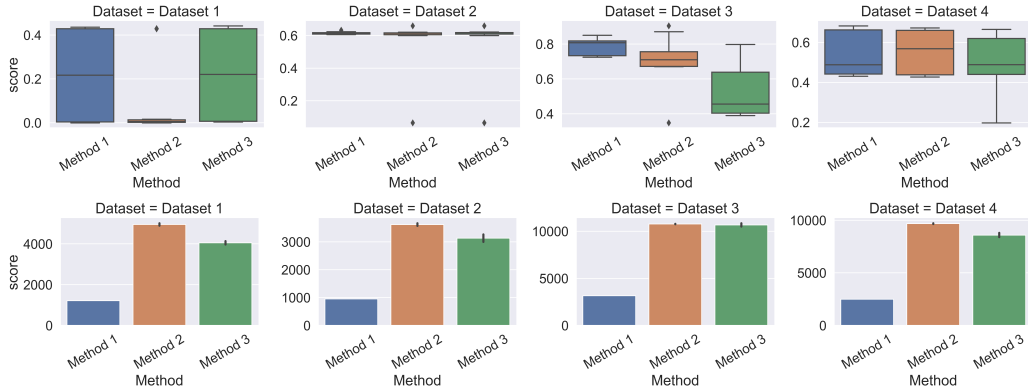 Dataset = Dataset 1
Dataset = Dataset 2
Dataset = Dataset 3
Dataset = Dataset 4
score
0.4
0.2
0.0
0.6
0.4
0.2
0.8
0.6
0.4
0.6
0.4
0.2
Method 1
Method 2
Method 3
Method 1
Method 2
Method 3
Method 1
Method 2
Method 3
Method 1
Method 2
Method 3
Method
Method
Method
Method
Dataset = Dataset 1
Dataset = Dataset 2
Dataset = Dataset 3
Dataset = Dataset 4
score
4000
2000
0
3000
2000
1000
0
10000
5000
0
10000
5000
0
Method 1
Method 2
Method 3
Method 1
Method 2
Method 3
Method 1
Method 2
Method 3
Method 1
Method 2
Method 3
Method
Method
Method
Method